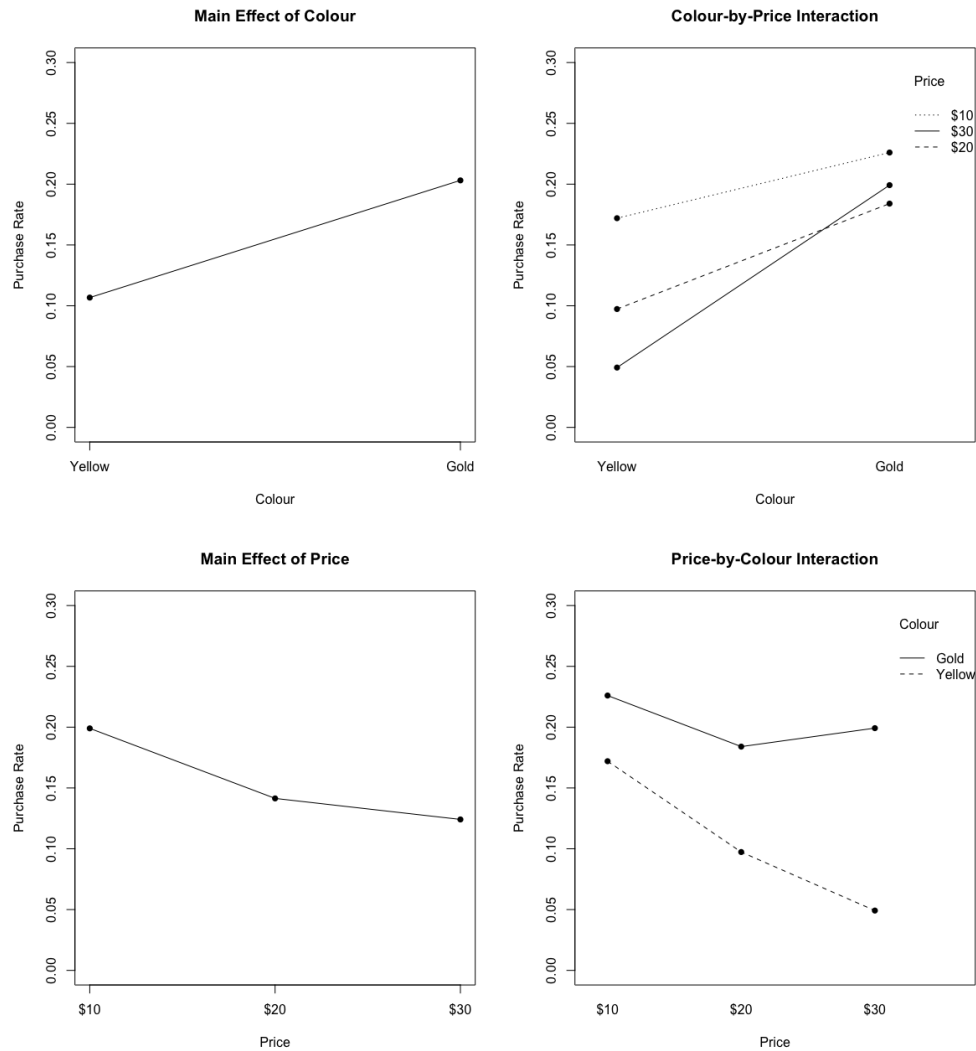 Main Effect of Colour
Purchase Rate
0.30
0.25
0.20
0.15
0.10
0.05
0.00
Yellow
Gold
Colour
Colour-by-Price Interaction
Purchase Rate
0.30
0.25
0.20
0.15
0.10
0.05
0.00
Price
$10
$30
$20
Yellow
Gold
Colour
Main Effect of Price
Purchase Rate
0.30
0.25
0.20
0.15
0.10
0.05
0.00
$10
$20
$30
Price
Price-by-Colour Interaction
Purchase Rate
0.30
0.25
0.20
0.15
0.10
0.05
0.00
Colour
Gold
Yellow
$10
$20
$30
Price